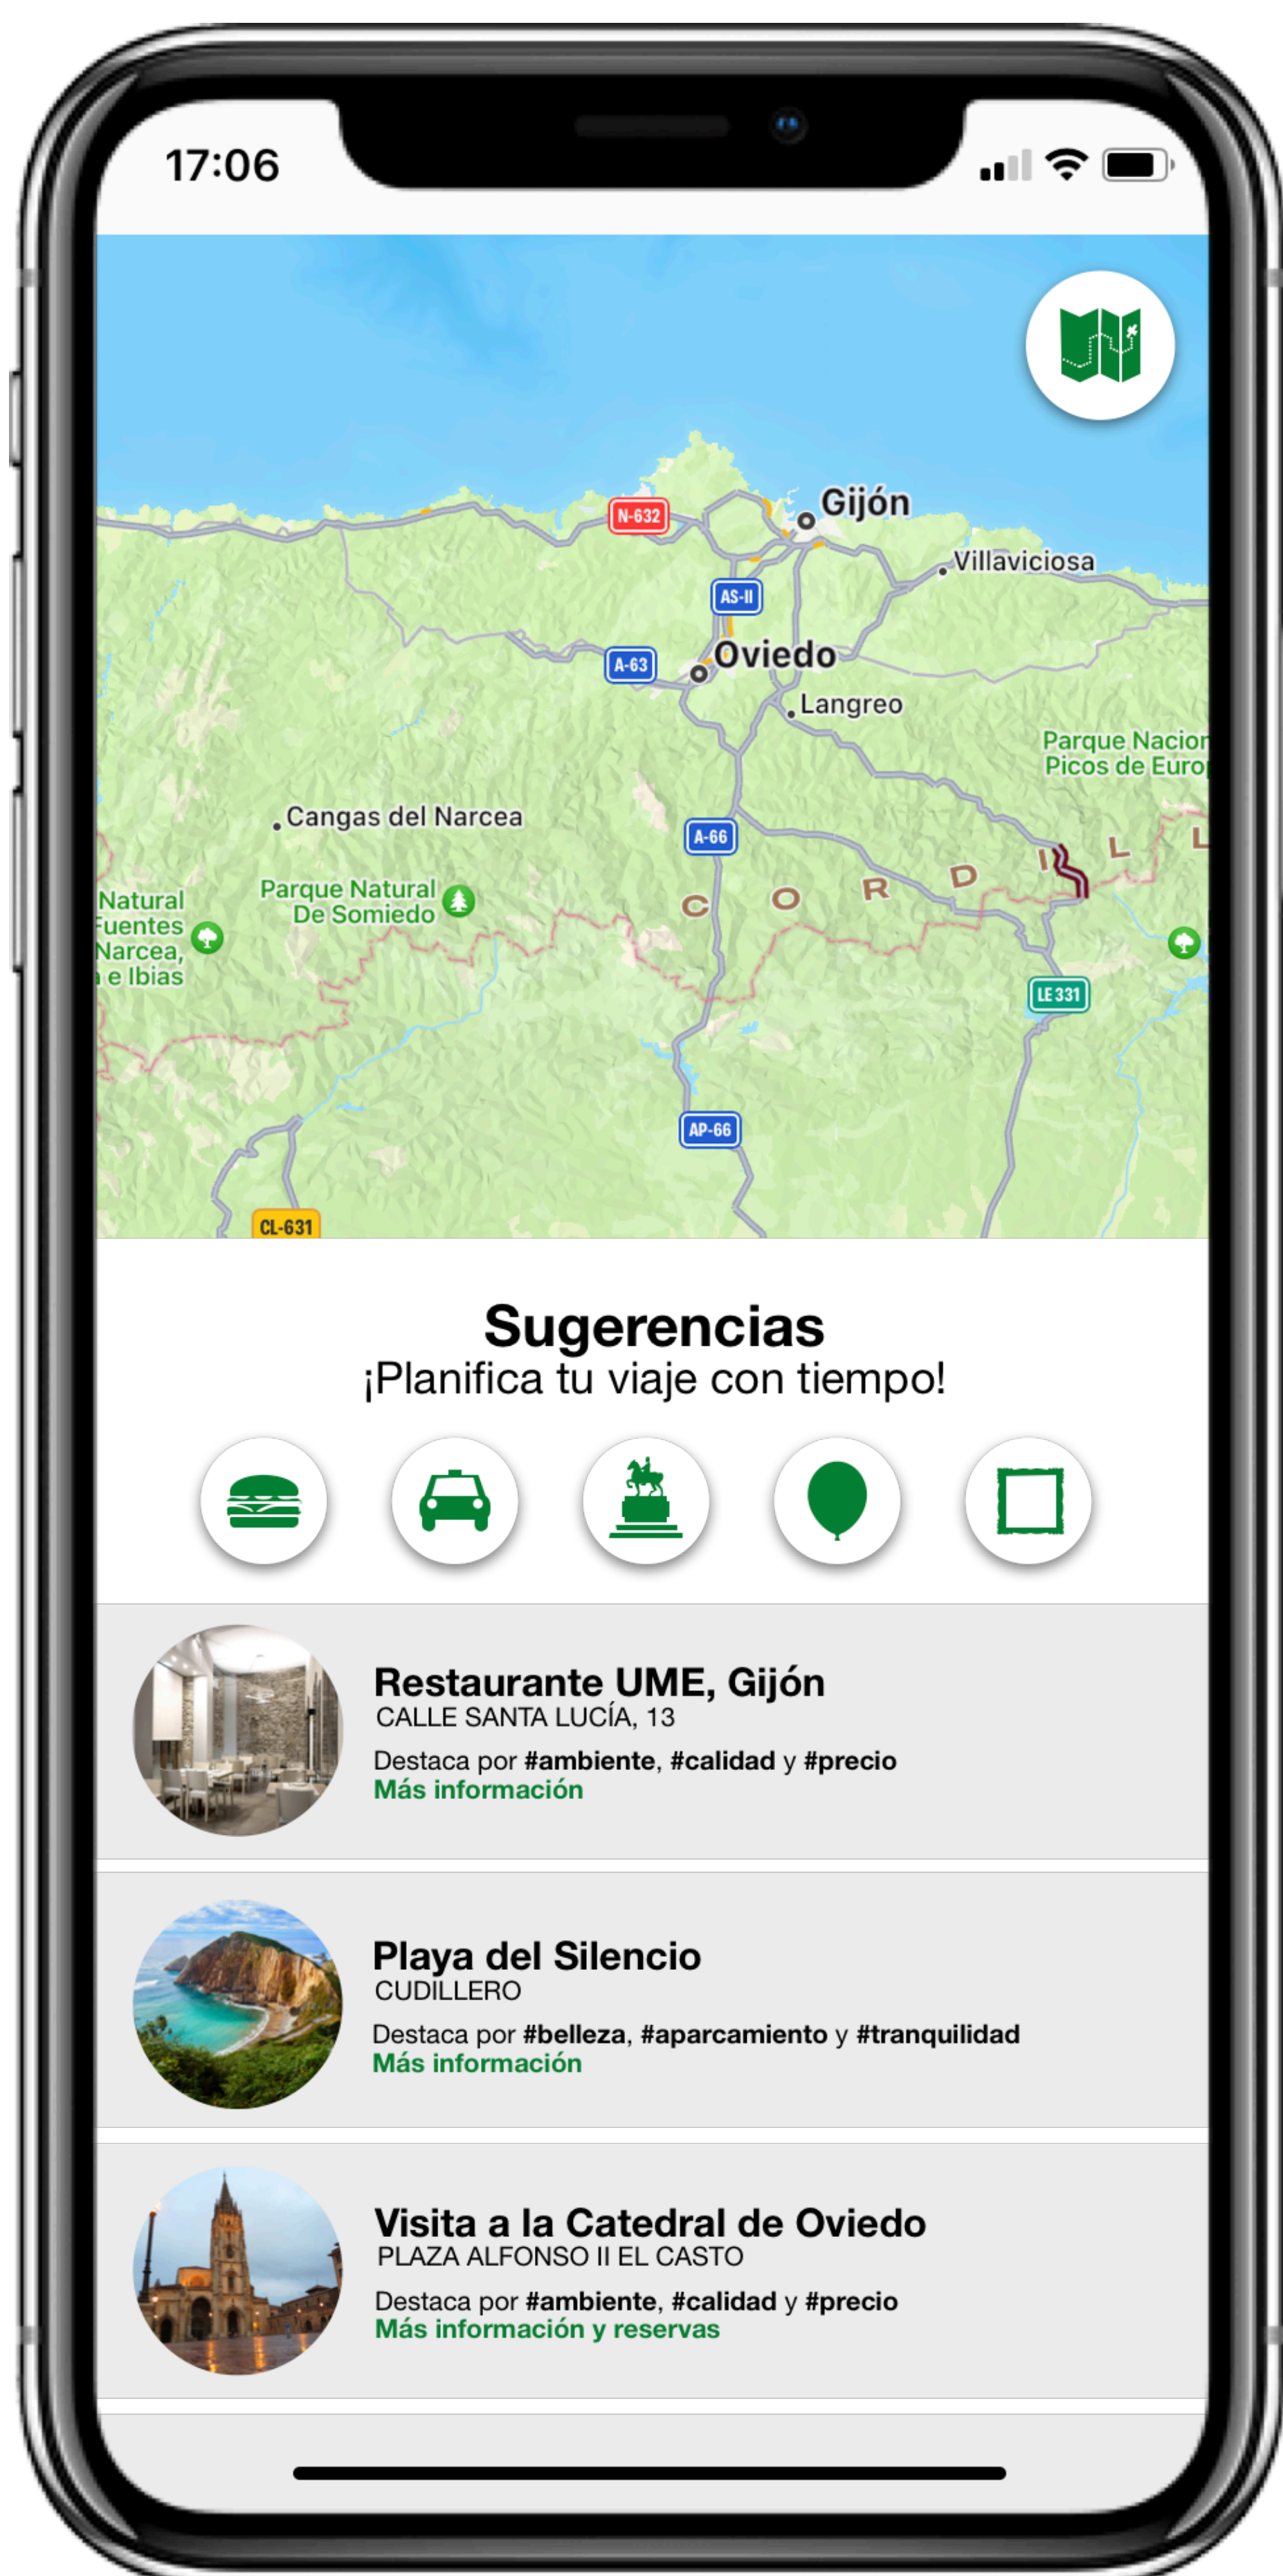 17:06
Gijón
N-632
Villaviciosa
AS-II
Oviedo
A-63
Langreo
Parque Nacion
Picos de Euro
Cangas del Narcea
A-66
C O R D I L L
Parque Natural
De Somiedo
Natural
Fuentes
Narcea,
e Ibias
LE 331
AP-66
CL-631
Sugerencias
¡Planifica tu viaje con tiempo!
Restaurante UME, Gijón
CALLE SANTA LUCÍA, 13
Destaca por #ambiente, #calidad y #precio
Más información
Playa del Silencio
CUDILLERO
Destaca por #belleza, #aparcamiento y #tranquilidad
Más información
Visita a la Catedral de Oviedo
PLAZA ALFONSO II EL CASTO
Destaca por #ambiente, #calidad y #precio
Más información y reservas